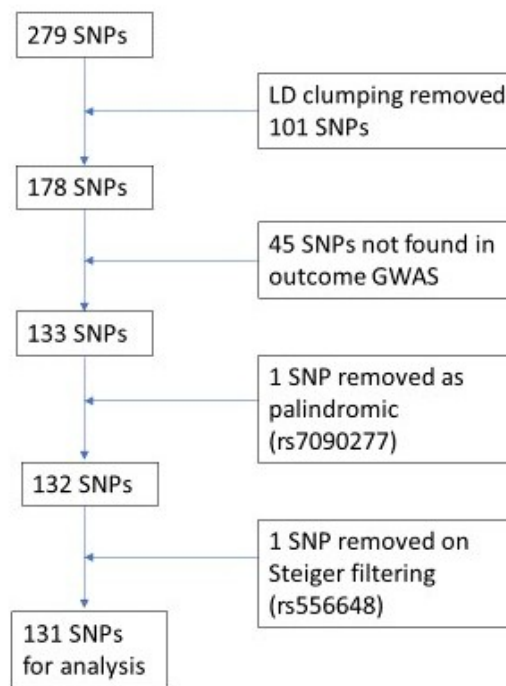 279 SNPs
LD clumping removed
101 SNPs
178 SNPs
45 SNPs not found in
outcome GWAS
133 SNPs
1 SNP removed as
palindromic
(rs7090277)
132 SNPs
1 SNP removed on
Steiger filtering
(rs556648)
131 SNPs
for analysis